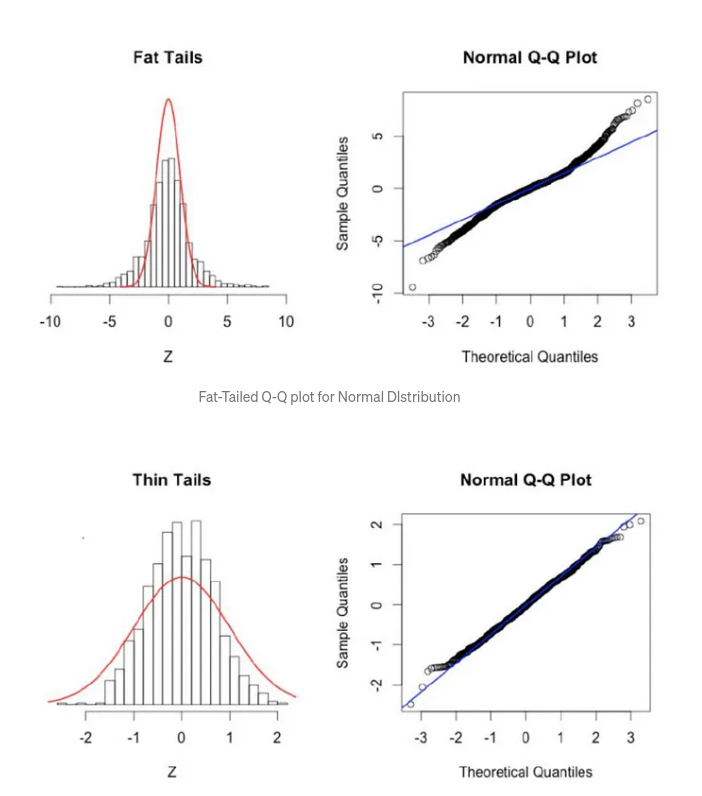 Fat Tails
Normal Q-Q Plot
Sample Quantiles
5
0
-5
-10
-10 -5 0 5 10
-3 -2 -1 0 1 2 3
Z
Theoretical Quantiles
Fat-Tailed Q-Q plot for Normal DIstribution
Thin Tails
Normal Q-Q Plot
Sample Quantiles
2
1
0
-1
-2
-2 -1 0 1 2
-3 -2 -1 0 1 2 3
Z
Theoretical Quantiles